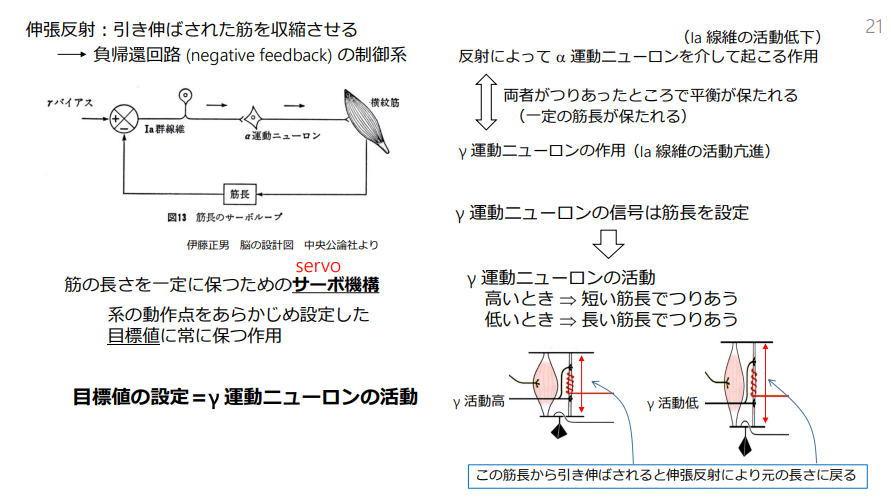 21
伸張反射：引き伸ばされた筋を収縮させる
→ 負帰還回路 (negative feedback) の制御系
γバイアス
+
−
Ia群線維
α運動ニューロン
横紋筋
筋長
図13 筋長のサーボループ
伊藤正男 脳の設計図 中央公論社より
servo
筋の長さを一定に保つためのサーボ機構
系の動作点をあらかじめ設定した
目標値に常に保つ作用
目標値の設定＝γ 運動ニューロンの活動
（Ia 線維の活動低下）
反射によって α 運動ニューロンを介して起こる作用
両者がつりあったところで平衡が保たれる
（一定の筋長が保たれる）
γ 運動ニューロンの作用（Ia 線維の活動亢進）
γ 運動ニューロンの信号は筋長を設定
γ 運動ニューロンの活動
高いとき ⇒ 短い筋長でつりあう
低いとき ⇒ 長い筋長でつりあう
γ 活動高
γ 活動低
この筋長から引き伸ばされると伸張反射により元の長さに戻る